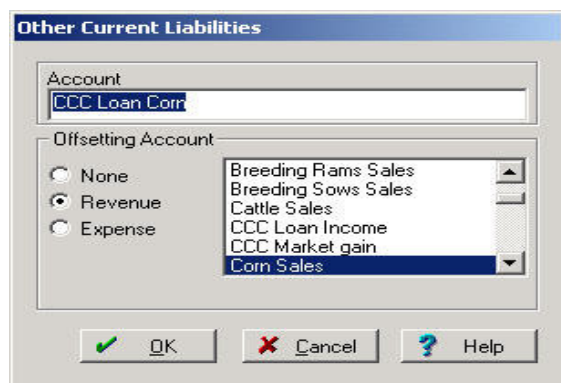 Other Current Liabilities
Account
CCC Loan Corn
Offsetting Account
None
Revenue
Expense
Breeding Rams Sales
Breeding Sows Sales
Cattle Sales
CCC Loan Income
CCC Market gain
Corn Sales
OK
Cancel
Help